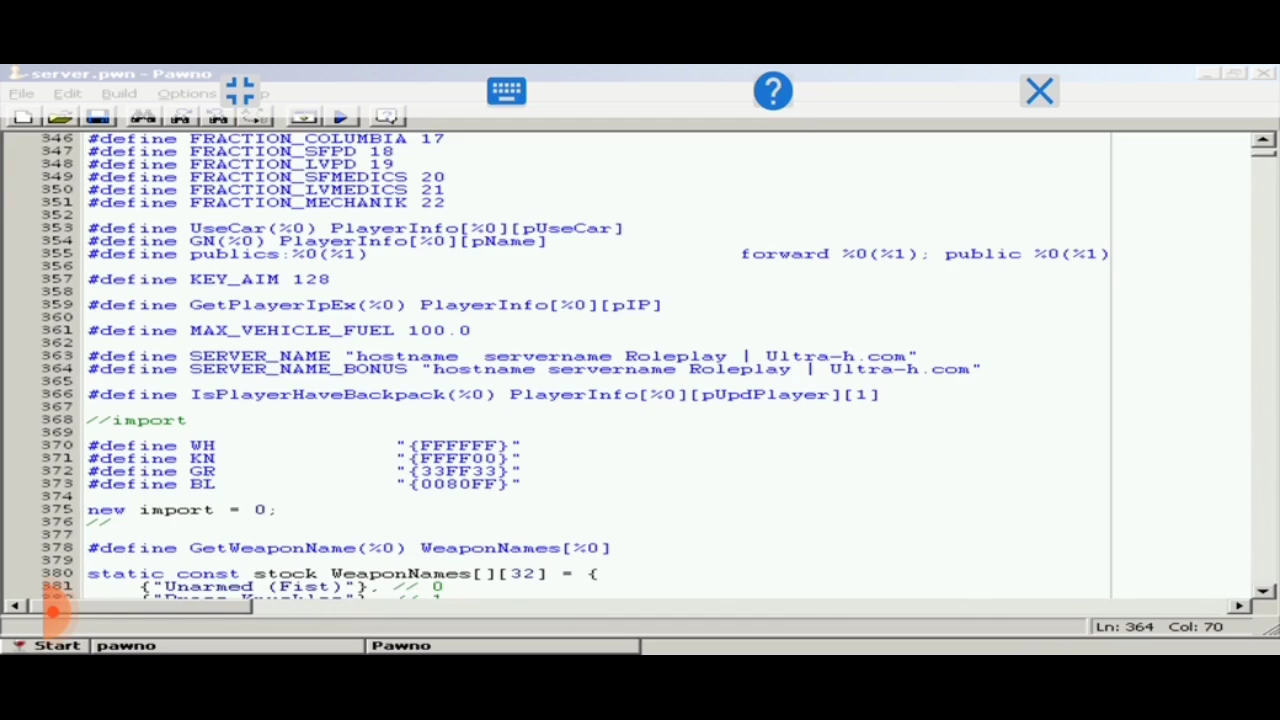 server.pwn - Pawno
File Edit Build Options
346 #define FRACTION_COLUMBIA 17
347 #define FRACTION_SFPD 18
348 #define FRACTION_LVPD 19
349 #define FRACTION_SFMEDICS 20
350 #define FRACTION_LVMEDICS 21
351 #define FRACTION_MECHANIK 22
352
353 #define UseCar(%0) PlayerInfo[%0][pUseCar]
354 #define GN(%0) PlayerInfo[%0][pName]
355 #define publics:%0(%1) forward %0(%1); public %0(%1)
356
357 #define KEY_AIM 128
358
359 #define GetPlayerIpEx(%0) PlayerInfo[%0][pIP]
360
361 #define MAX_VEHICLE_FUEL 100.0
362
363 #define SERVER_NAME "hostname  servername Roleplay | Ultra-h.com"
364 #define SERVER_NAME_BONUS "hostname servername Roleplay | Ultra-h.com"
365
366 #define IsPlayerHaveBackpack(%0) PlayerInfo[%0][pUpdPlayer][1]
367
368 //import
369
370 #define WH "{FFFFFF}"
371 #define KN "{FFFF00}"
372 #define GR "{33FF33}"
373 #define BL "{0080FF}"
374
375 new import = 0;
376 //
377
378 #define GetWeaponName(%0) WeaponNames[%0]
379
380 static const stock WeaponNames[][32] = {
381 {"Unarmed (Fist)"}, // 0
Ln: 364 Col: 70
Start pawno Pawno